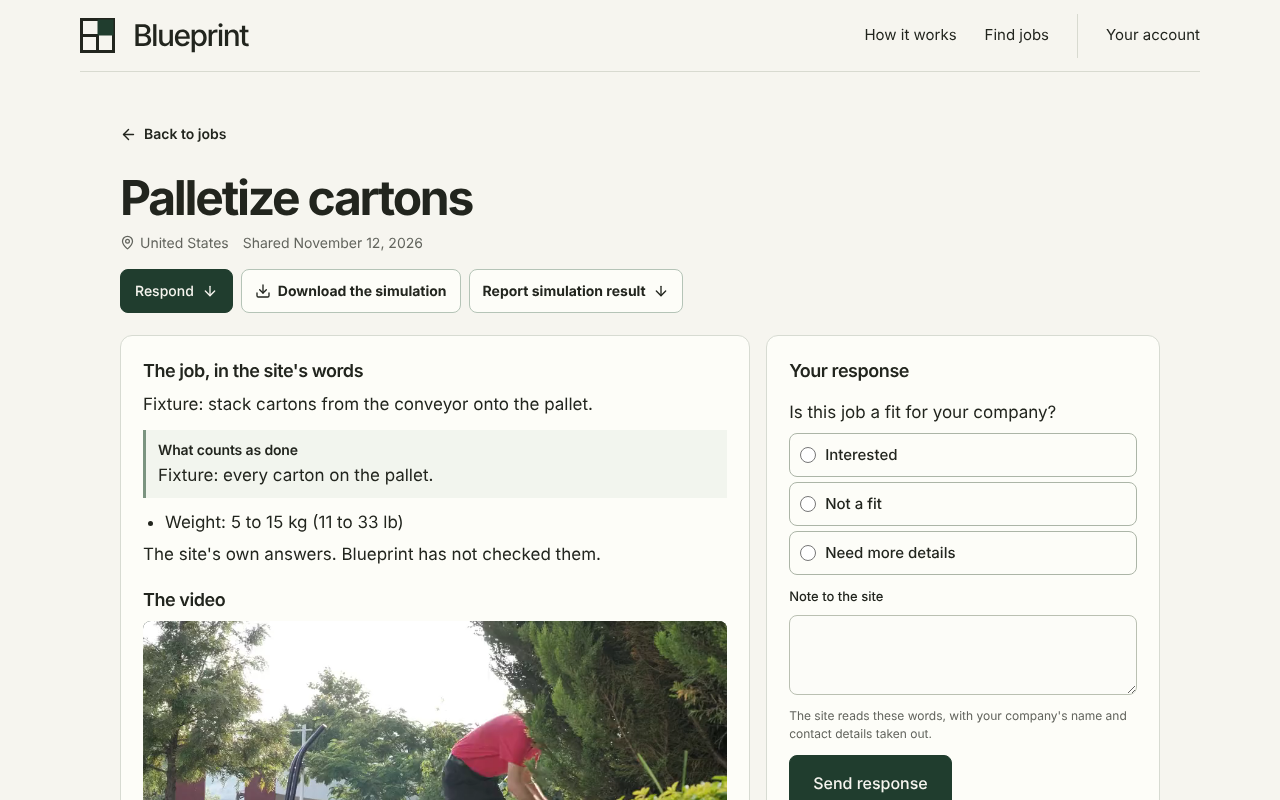 Blueprint
How it works
Find jobs
Your account
Back to jobs
Palletize cartons
United States Shared November 12, 2026
Respond
Download the simulation
Report simulation result
The job, in the site's words
Fixture: stack cartons from the conveyor onto the pallet.
What counts as done
Fixture: every carton on the pallet.
• Weight: 5 to 15 kg (11 to 33 lb)
The site's own answers. Blueprint has not checked them.
The video
Your response
Is this job a fit for your company?
Interested
Not a fit
Need more details
Note to the site
The site reads these words, with your company's name and
contact details taken out.
Send response